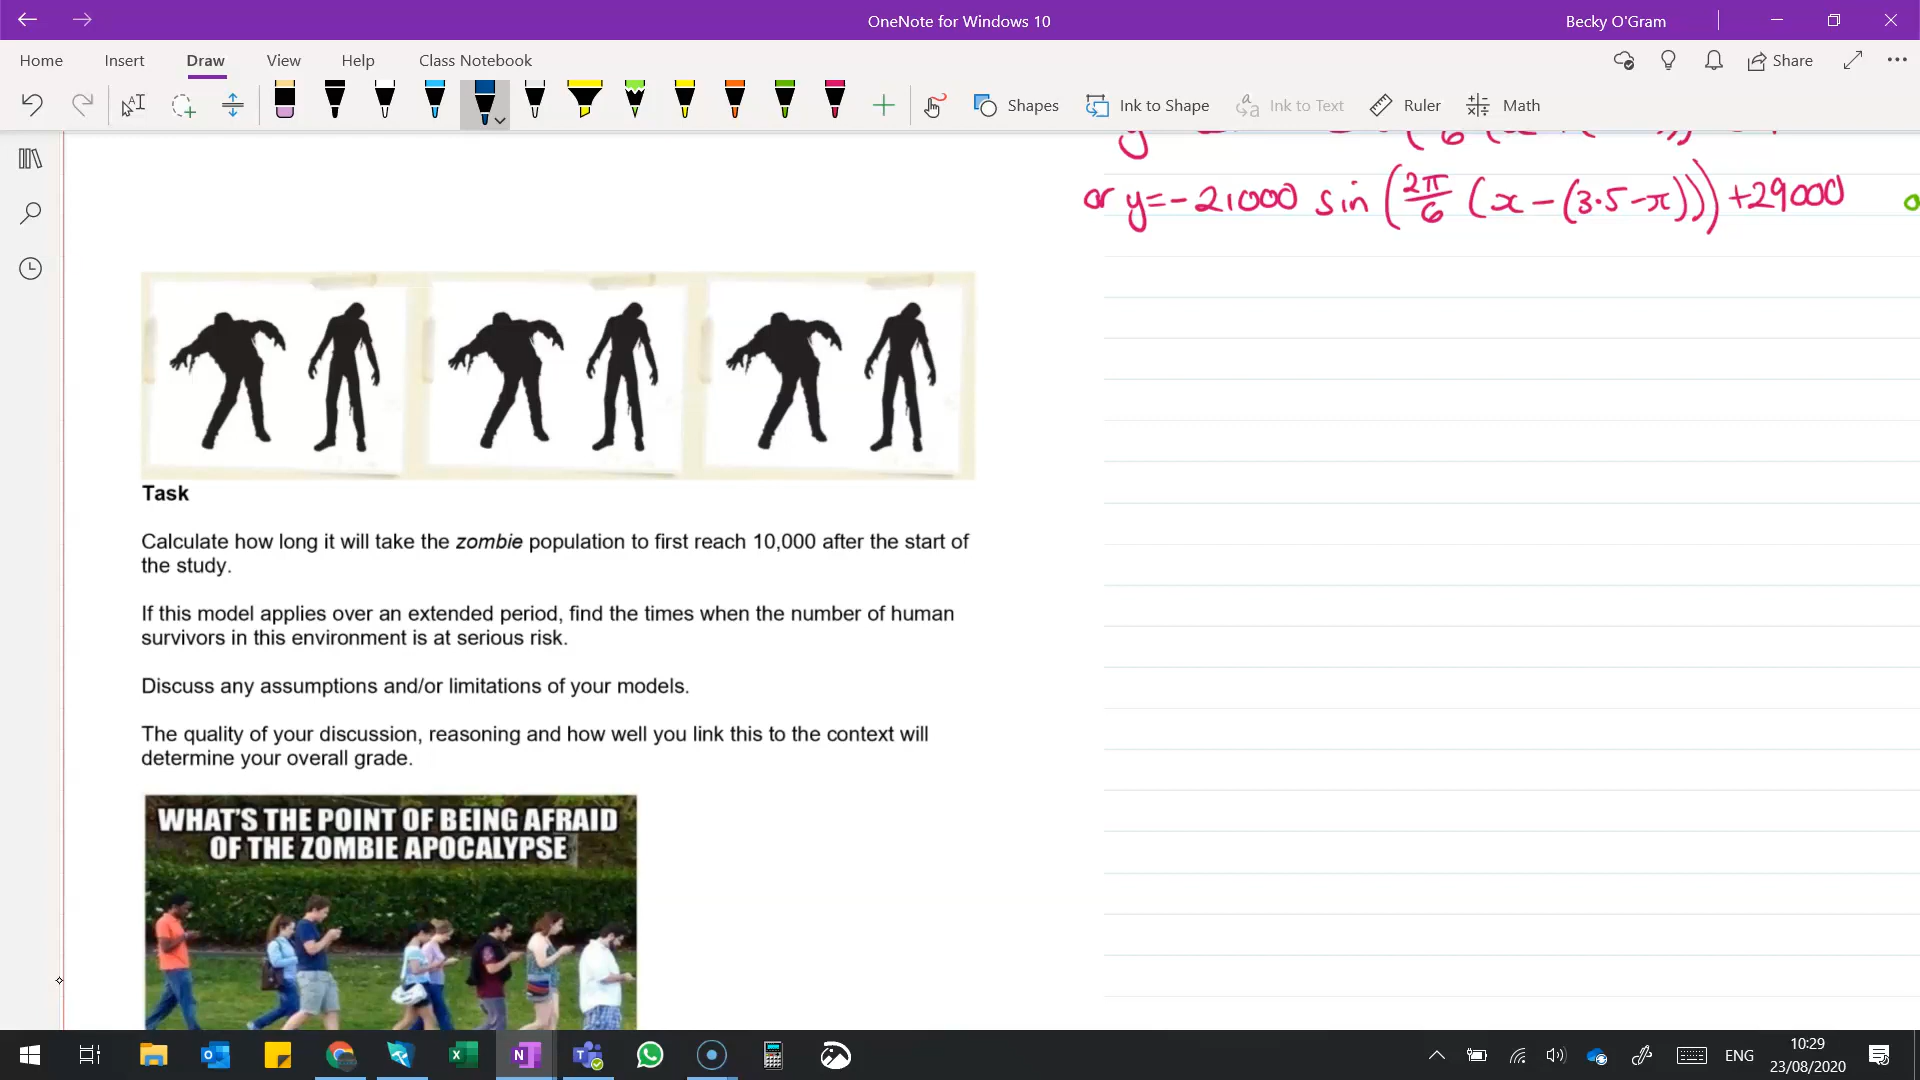 OneNote for Windows 10
Becky O'Gram
Home Insert Draw View Help Class Notebook
Share
Shapes Ink to Shape Ink to Text Ruler Math
or y=-21000 sin (2π/6 (x - (3.5-π))) +29000
Task
Calculate how long it will take the zombie population to first reach 10,000 after the start of
the study.
If this model applies over an extended period, find the times when the number of human
survivors in this environment is at serious risk.
Discuss any assumptions and/or limitations of your models.
The quality of your discussion, reasoning and how well you link this to the context will
determine your overall grade.
WHAT'S THE POINT OF BEING AFRAID
OF THE ZOMBIE APOCALYPSE
ENG
10:29
23/08/2020